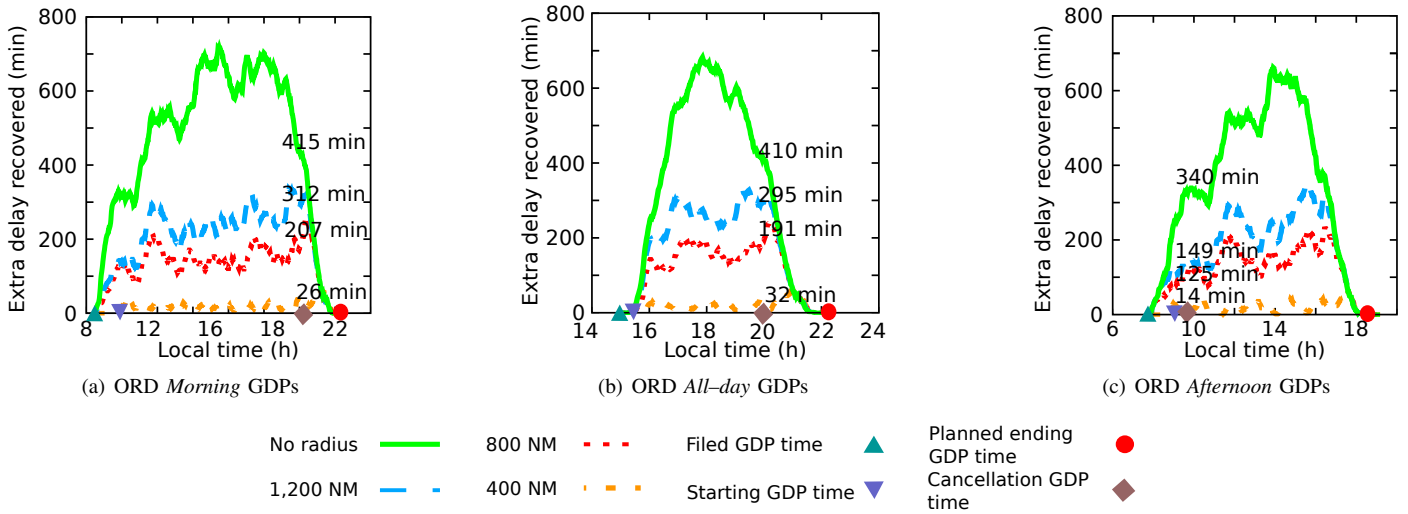 800
600
400
200
0
Extra delay recovered (min)
415 min
312 min
207 min
26 min
8 12 16 18 22
Local time (h)
(a) ORD Morning GDPs
800
600
400
200
0
Extra delay recovered (min)
410 min
295 min
191 min
32 min
14 16 18 20 22 24
Local time (h)
(b) ORD All–day GDPs
800
600
400
200
0
Extra delay recovered (min)
340 min
149 min
125 min
14 min
6 10 14 18
Local time (h)
(c) ORD Afternoon GDPs
No radius
800 NM
Filed GDP time
Planned ending
GDP time
1,200 NM
400 NM
Starting GDP time
Cancellation GDP
time